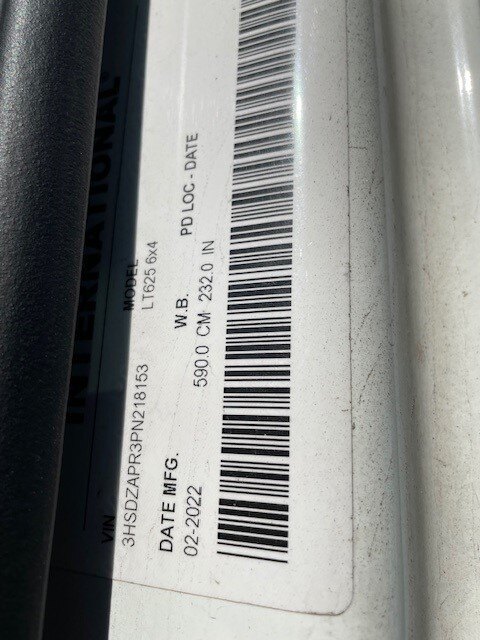 INTERNATIONAL®
VIN MODEL
3HSDZAPR3PN218153 LT625 6x4
DATE MFG. W.B. PD LOC. - DATE
02-2022 590.0 CM 232.0 IN